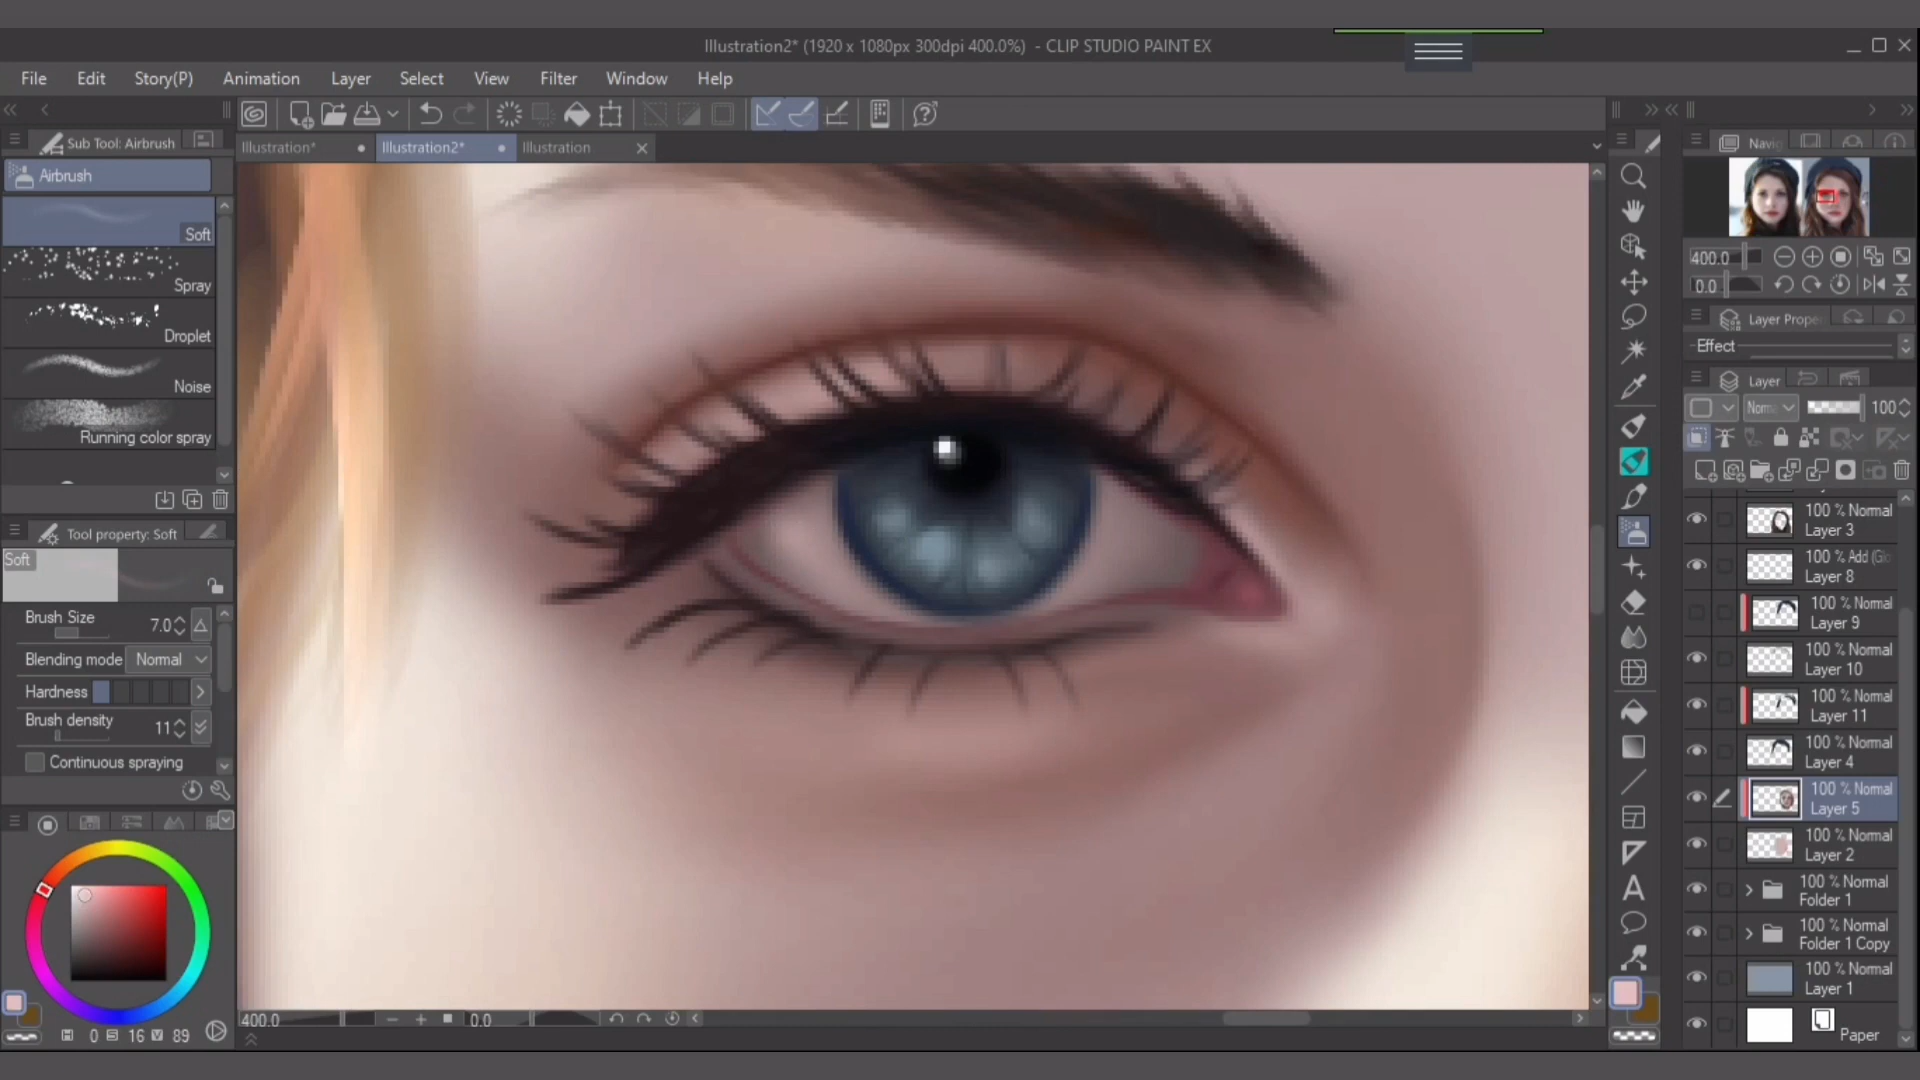 Illustration2* (1920 x 1080px 300dpi 400.0%) - CLIP STUDIO PAINT EX
File Edit Story(P) Animation Layer Select View Filter Window Help
Sub Tool: Airbrush
Illustration* Illustration2* Illustration
Airbrush
Soft
Spray
Droplet
Noise
Running color spray
Tool property: Soft
Soft
Brush Size 7.0
Blending mode Normal
Hardness
Brush density 11
Continuous spraying
H 0 S 16 V 89
400.0 0.0
Navig
400.0
0.0
Layer Prope
Effect
Layer
Norm 100
100 % Normal
Layer 3
100 % Add (Gl
Layer 8
100 % Normal
Layer 9
100 % Normal
Layer 10
100 % Normal
Layer 11
100 % Normal
Layer 4
100 % Normal
Layer 5
100 % Normal
Layer 2
100 % Normal
Folder 1
100 % Normal
Folder 1 Copy
100 % Normal
Layer 1
Paper